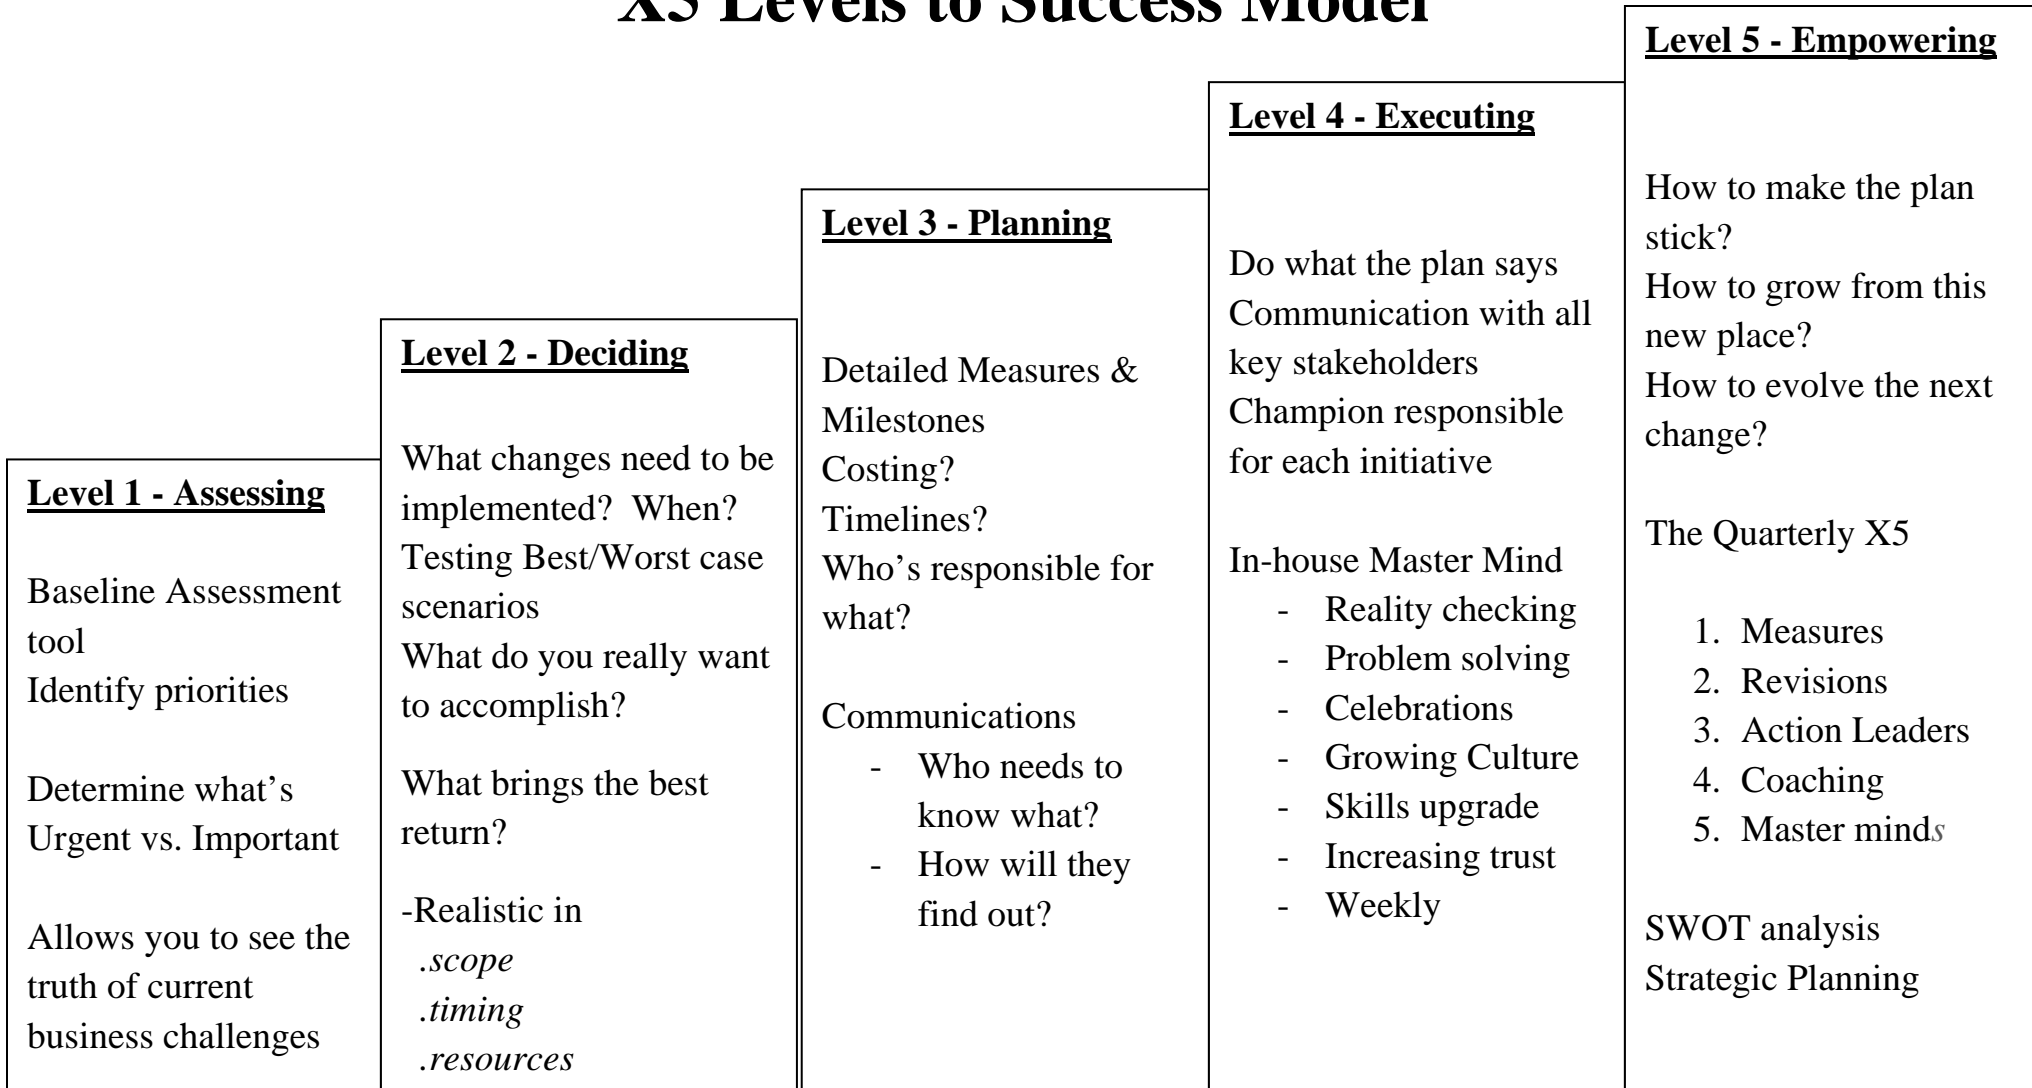 X5 Levels to Success Model
Level 1 - Assessing
Baseline Assessment
tool
Identify priorities
Determine what’s
Urgent vs. Important
Allows you to see the
truth of current
business challenges
Level 2 - Deciding
What changes need to be
implemented?  When?
Testing Best/Worst case
scenarios
What do you really want
to accomplish?
What brings the best
return?
-Realistic in
.scope
.timing
.resources
Level 3 - Planning
Detailed Measures &
Milestones
Costing?
Timelines?
Who’s responsible for
what?
Communications
- Who needs to
know what?
- How will they
find out?
Level 4 - Executing
Do what the plan says
Communication with all
key stakeholders
Champion responsible
for each initiative
In-house Master Mind
- Reality checking
- Problem solving
- Celebrations
- Growing Culture
- Skills upgrade
- Increasing trust
- Weekly
Level 5 - Empowering
How to make the plan
stick?
How to grow from this
new place?
How to evolve the next
change?
The Quarterly X5
1. Measures
2. Revisions
3. Action Leaders
4. Coaching
5. Master minds
SWOT analysis
Strategic Planning